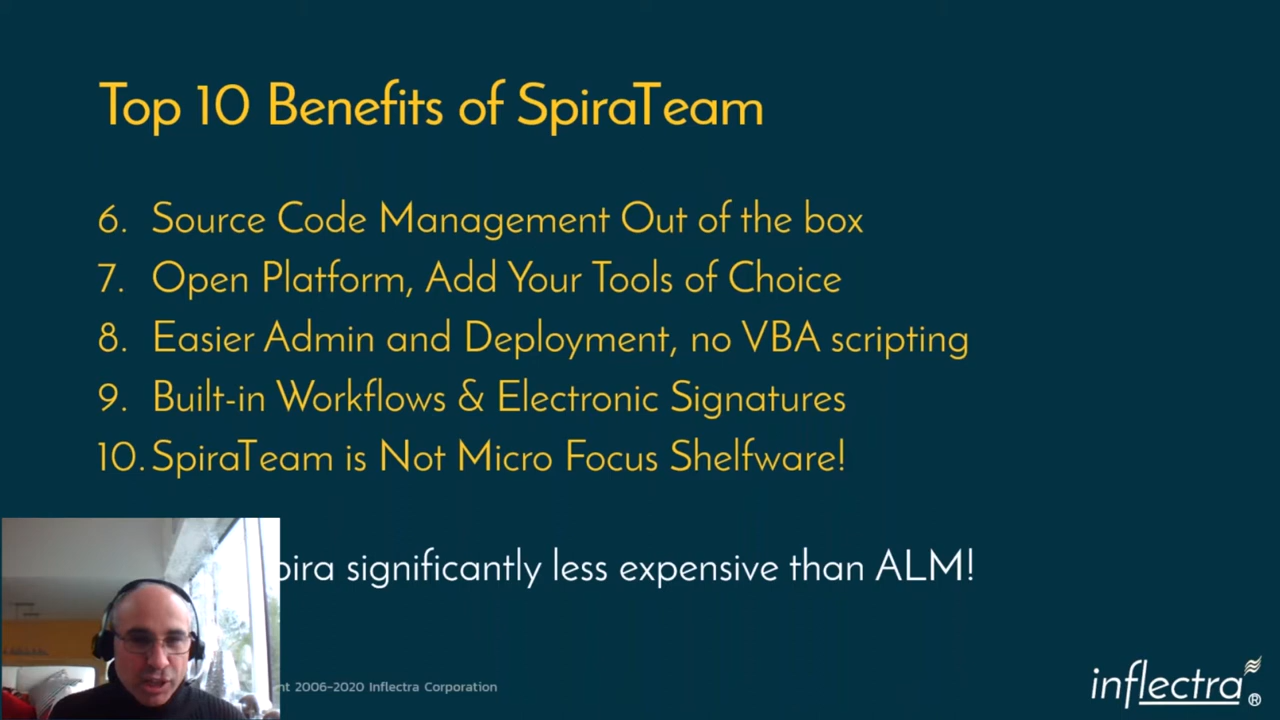 Top 10 Benefits of SpiraTeam
6. Source Code Management Out of the box
7. Open Platform, Add Your Tools of Choice
8. Easier Admin and Deployment, no VBA scripting
9. Built-in Workflows & Electronic Signatures
10. SpiraTeam is Not Micro Focus Shelfware!
significantly less expensive than ALM!
2006-2020 Inflectra Corporation
inflectra®